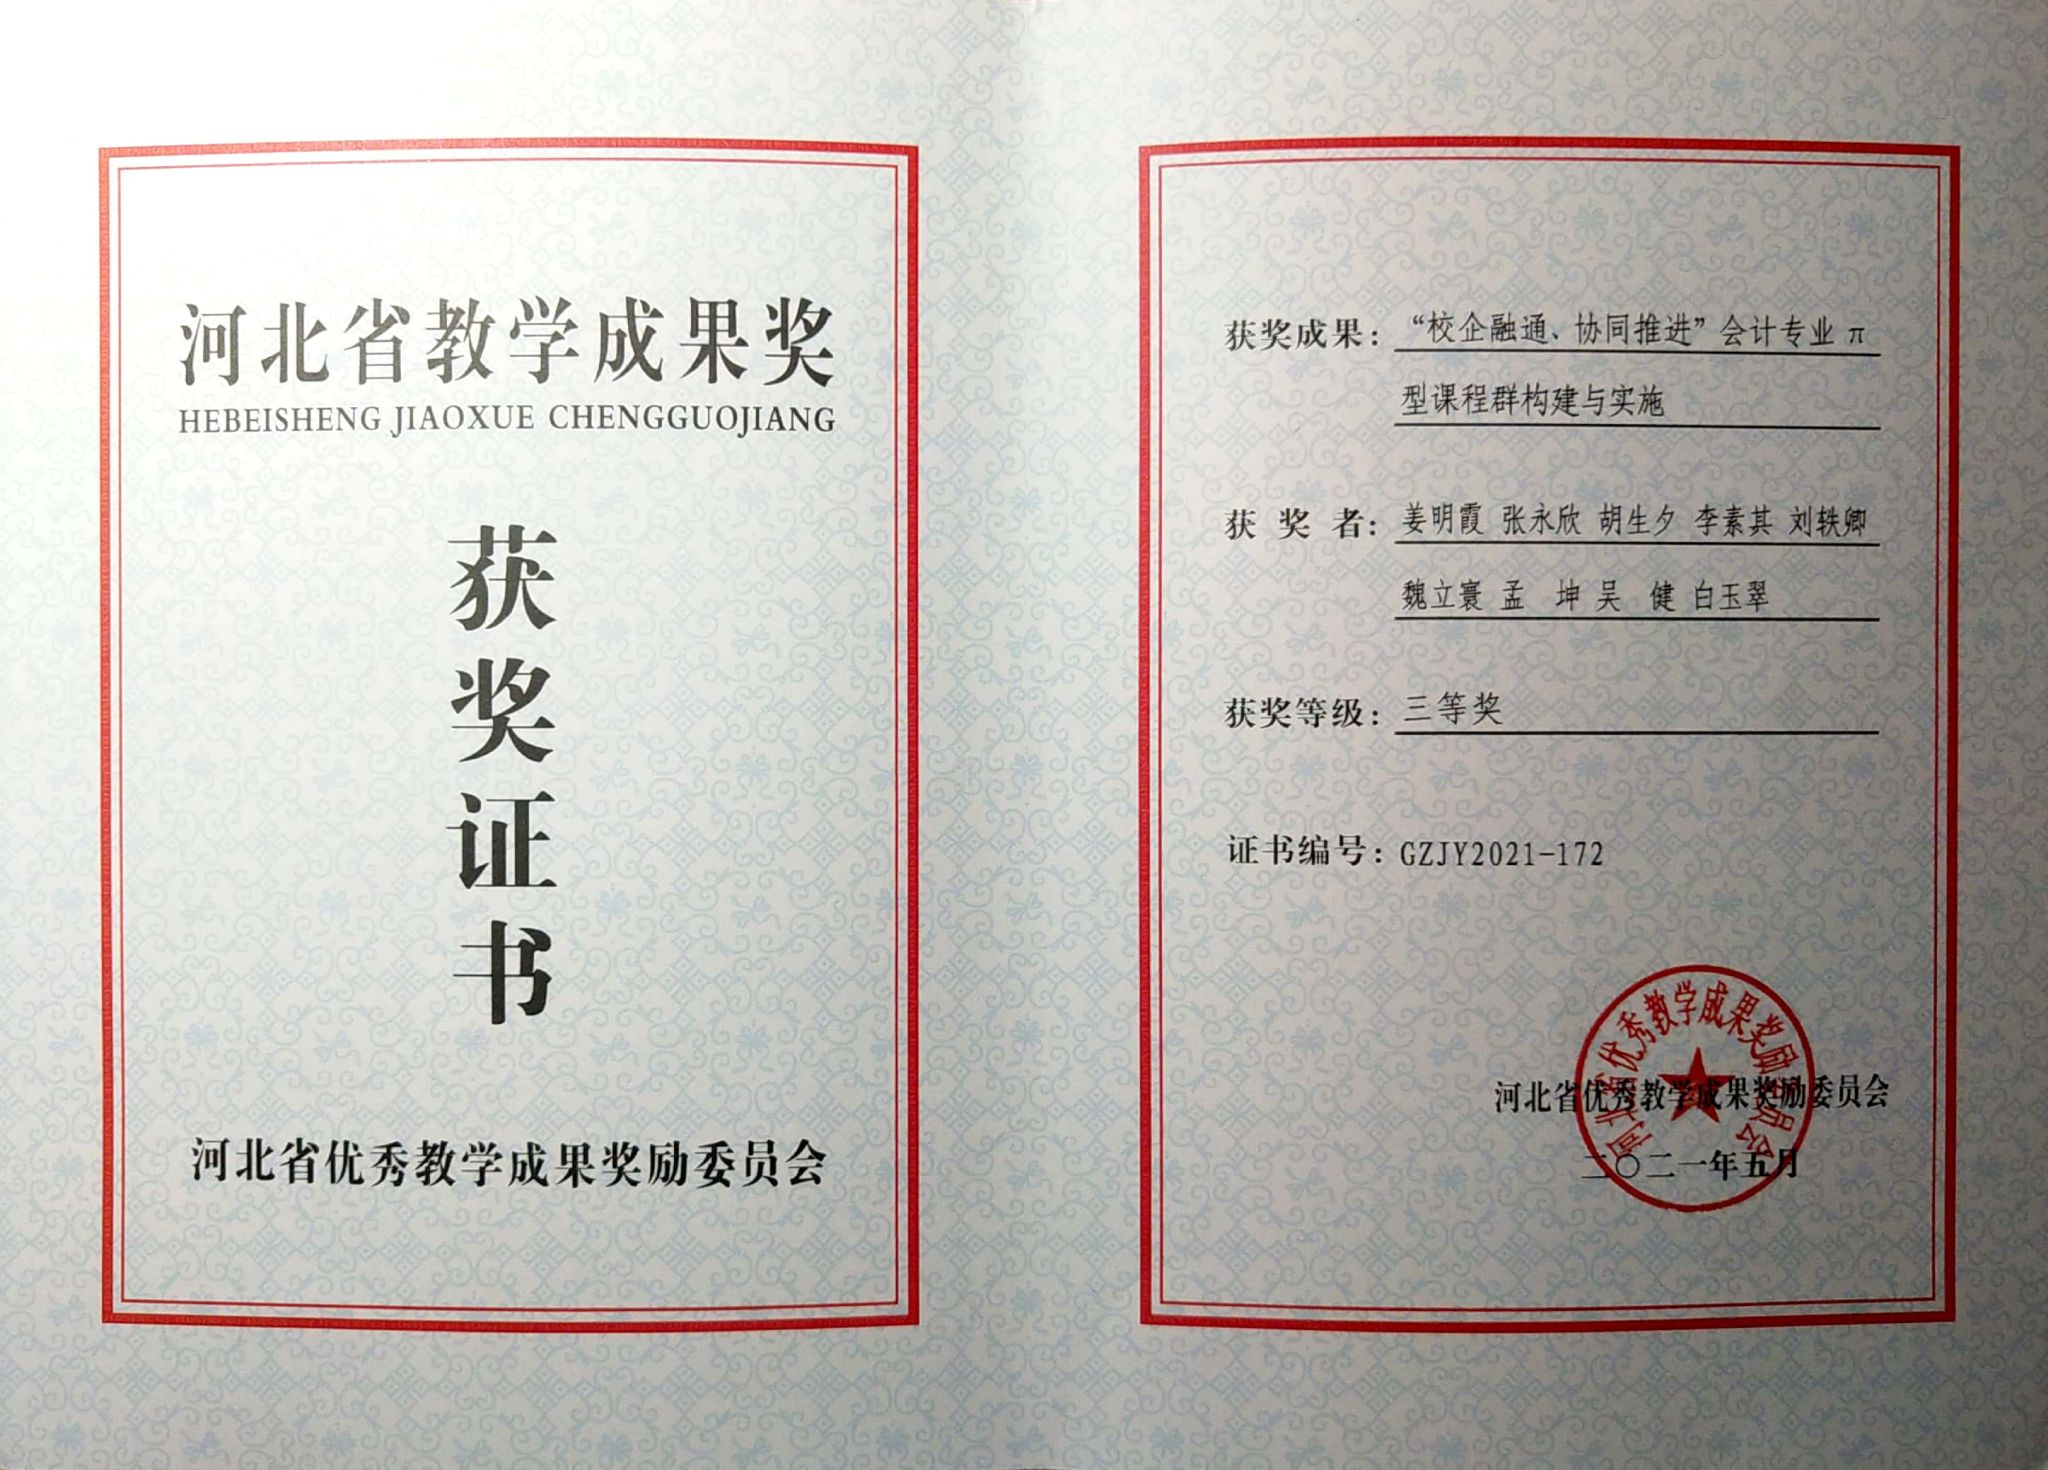 河北省教学成果奖
HEBEISHENG JIAOXUE CHENGGUOJIANG
获
奖
证
书
河北省优秀教学成果奖励委员会
获奖成果：“校企融通、协同推进”会计专业 π
型课程群构建与实施
获 奖 者：姜明霞 张永欣 胡生夕 李素其 刘轶卿
魏立寰 孟 坤 吴 健 白玉翠
获奖等级：三等奖
证书编号：GZJY2021-172
河北省优秀教学成果奖励委员会
河北省优秀教学成果奖励委员会
二〇二一年五月